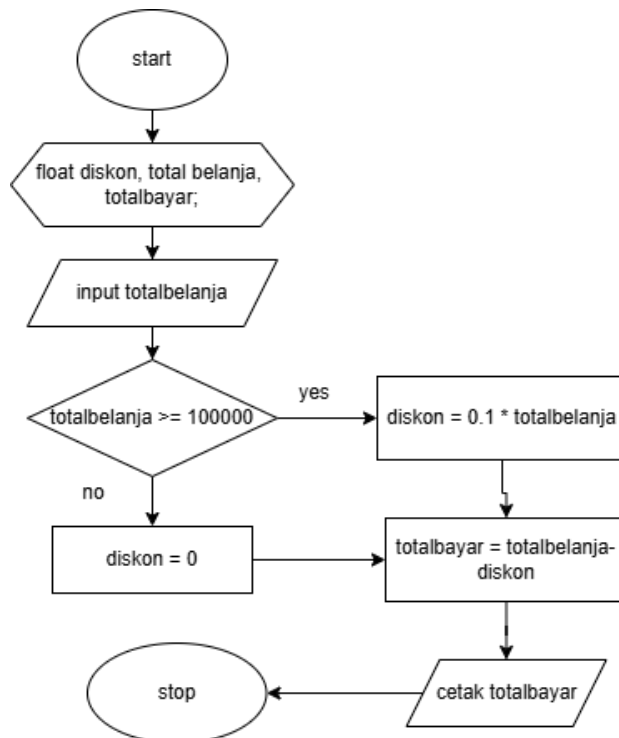 start
float diskon, total belanja,
totalbayar;
input totalbelanja
totalbelanja >= 100000
yes
diskon = 0.1 * totalbelanja
no
diskon = 0
totalbayar = totalbelanja-
diskon
cetak totalbayar
stop